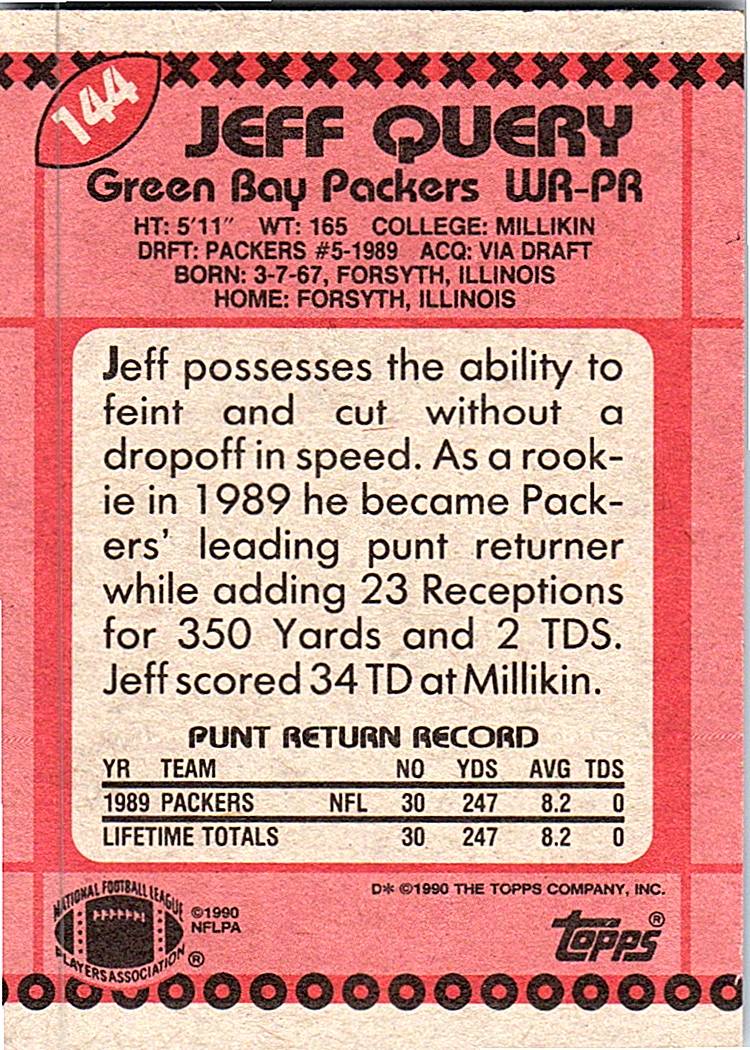 144
JEFF QUERY
Green Bay Packers WR-PR
HT: 5'11" WT: 165 COLLEGE: MILLIKIN
DRFT: PACKERS #5-1989 ACQ: VIA DRAFT
BORN: 3-7-67, FORSYTH, ILLINOIS
HOME: FORSYTH, ILLINOIS
Jeff possesses the ability to
feint and cut without a
dropoff in speed. As a rook-
ie in 1989 he became Pack-
ers' leading punt returner
while adding 23 Receptions
for 350 Yards and 2 TDS.
Jeff scored 34 TD at Millikin.
PUNT RETURN RECORD
YR TEAM NO YDS AVG TDS
1989 PACKERS NFL 30 247 8.2 0
LIFETIME TOTALS 30 247 8.2 0
D* ©1990 THE TOPPS COMPANY, INC.
NATIONAL FOOTBALL LEAGUE
PLAYERS ASSOCIATION ®
©1990
NFLPA
topps®